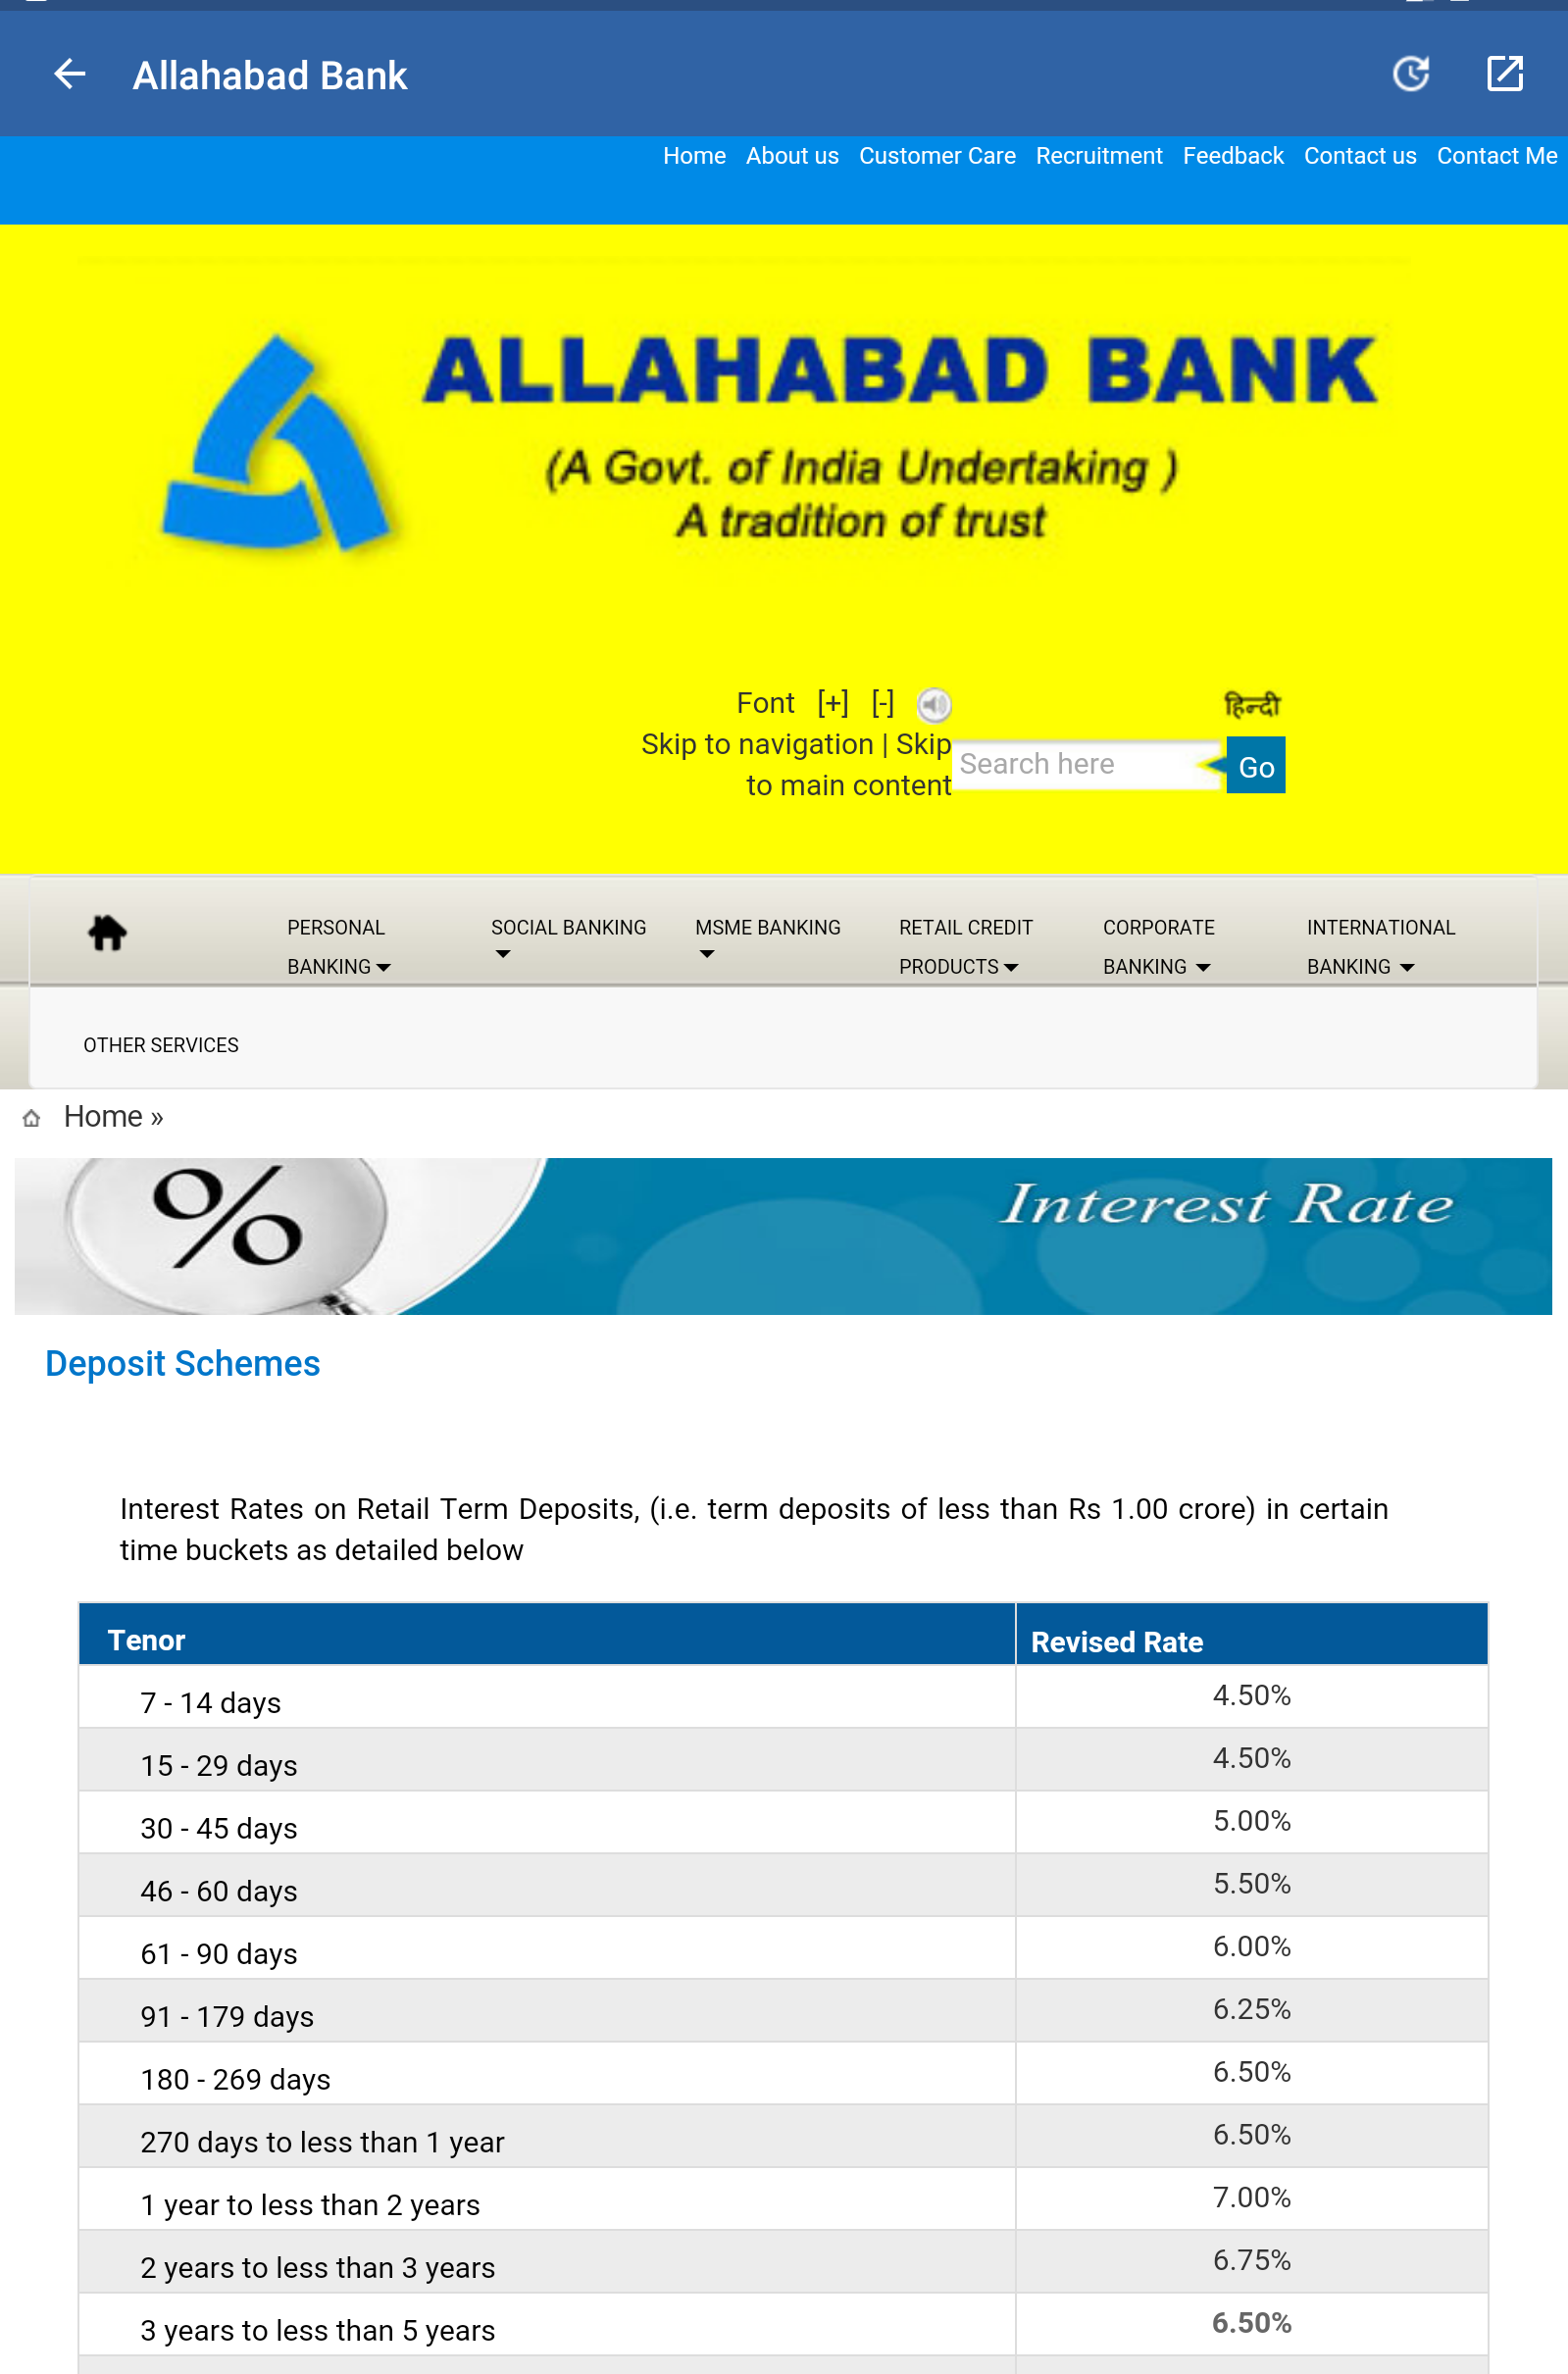 Allahabad Bank
Home About us Customer Care Recruitment Feedback Contact us Contact Me
ALLAHABAD BANK
(A Govt. of India Undertaking )
A tradition of trust
Font [+] [-]
हिन्दी
Skip to navigation | Skip
to main content
Search here
Go
PERSONAL BANKING
SOCIAL BANKING
MSME BANKING
RETAIL CREDIT PRODUCTS
CORPORATE BANKING
INTERNATIONAL BANKING
OTHER SERVICES
Home »
%
Interest Rate
Deposit Schemes
Interest Rates on Retail Term Deposits, (i.e. term deposits of less than Rs 1.00 crore) in certain
time buckets as detailed below
Tenor Revised Rate
7 - 14 days 4.50%
15 - 29 days 4.50%
30 - 45 days 5.00%
46 - 60 days 5.50%
61 - 90 days 6.00%
91 - 179 days 6.25%
180 - 269 days 6.50%
270 days to less than 1 year 6.50%
1 year to less than 2 years 7.00%
2 years to less than 3 years 6.75%
3 years to less than 5 years 6.50%